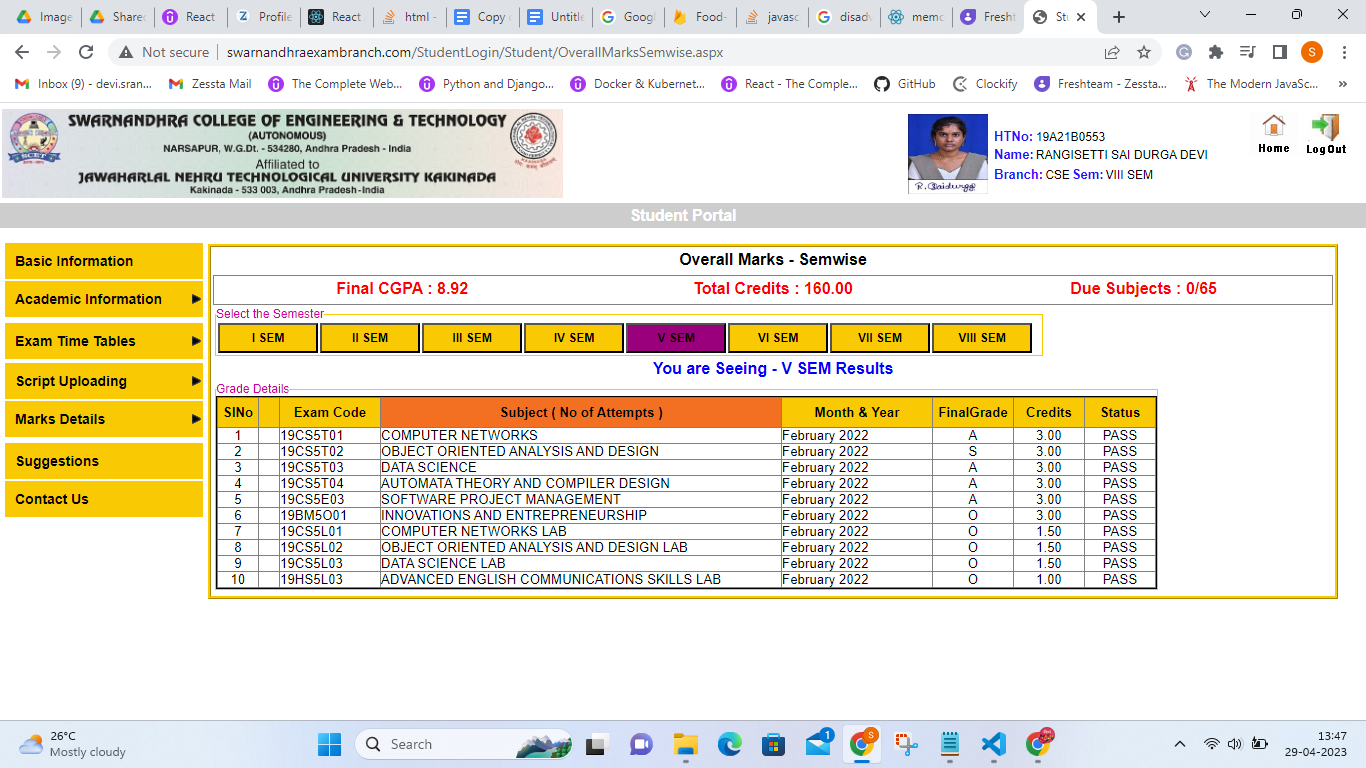 Image
Shared
React
Profile
React
html -
Copy
Untitle
Googl
Food-
javasc
disad
memo
Fresht
St
Not secure | swarnandhraexambranch.com/StudentLogin/Student/OverallMarksSemwise.aspx
S
Inbox (9) - devi.sran... Zessta Mail The Complete Web... Python and Django... Docker & Kubernet... React - The Comple... GitHub Clockify Freshteam - Zessta... The Modern JavaSc... »
SWARNANDHRA COLLEGE OF ENGINEERING & TECHNOLOGY
(AUTONOMOUS)
NARSAPUR, W.G.Dt. - 534280, Andhra Pradesh - India
Affiliated to
JAWAHARLAL NEHRU TECHNOLOGICAL UNIVERSITY KAKINADA
Kakinada - 533 003, Andhra Pradesh-India
SCET
R. Saidurga
HTNo: 19A21B0553
Name: RANGISETTI SAI DURGA DEVI
Branch: CSE Sem: VIII SEM
Home
LogOut
Student Portal
Basic Information
Academic Information
Exam Time Tables
Script Uploading
Marks Details
Suggestions
Contact Us
Overall Marks - Semwise
Final CGPA : 8.92 Total Credits : 160.00 Due Subjects : 0/65
Select the Semester
I SEM II SEM III SEM IV SEM V SEM VI SEM VII SEM VIII SEM
You are Seeing - V SEM Results
Grade Details
SlNo Exam Code Subject ( No of Attempts ) Month & Year FinalGrade Credits Status
1 19CS5T01 COMPUTER NETWORKS February 2022 A 3.00 PASS
2 19CS5T02 OBJECT ORIENTED ANALYSIS AND DESIGN February 2022 S 3.00 PASS
3 19CS5T03 DATA SCIENCE February 2022 A 3.00 PASS
4 19CS5T04 AUTOMATA THEORY AND COMPILER DESIGN February 2022 A 3.00 PASS
5 19CS5E03 SOFTWARE PROJECT MANAGEMENT February 2022 A 3.00 PASS
6 19BM5O01 INNOVATIONS AND ENTREPRENEURSHIP February 2022 O 3.00 PASS
7 19CS5L01 COMPUTER NETWORKS LAB February 2022 O 1.50 PASS
8 19CS5L02 OBJECT ORIENTED ANALYSIS AND DESIGN LAB February 2022 O 1.50 PASS
9 19CS5L03 DATA SCIENCE LAB February 2022 O 1.50 PASS
10 19HS5L03 ADVANCED ENGLISH COMMUNICATIONS SKILLS LAB February 2022 O 1.00 PASS
26°C
Mostly cloudy
Search
1
S
13:47
29-04-2023